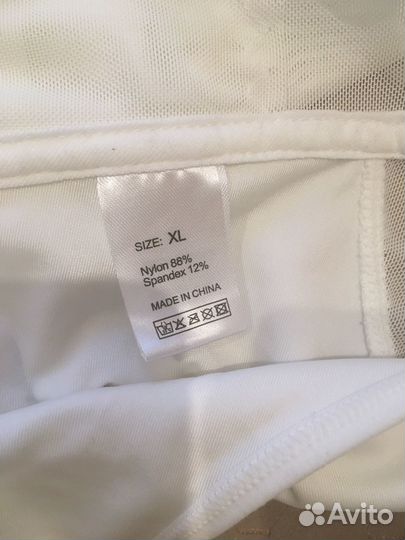 SIZE: XL
Nylon 88%
Spandex 12%
MADE IN CHINA
Avito